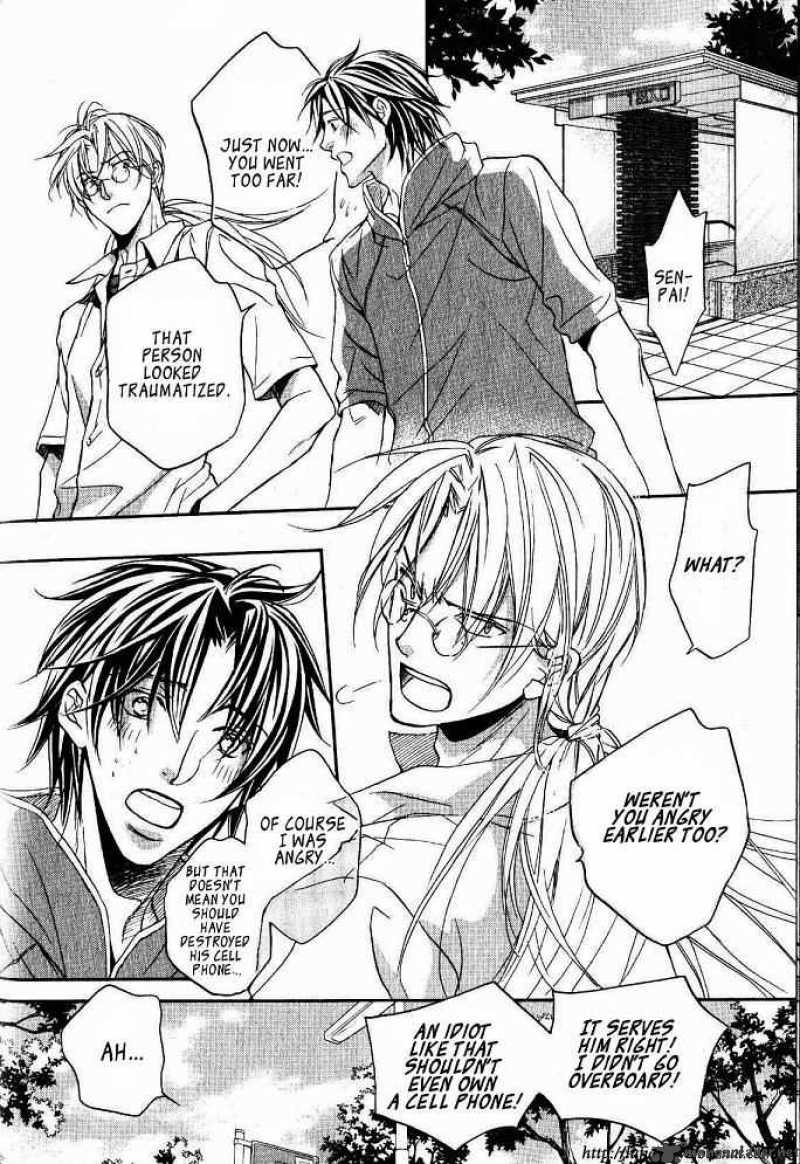 SEN-
PAI!
JUST NOW...
YOU WENT
TOO FAR!
THAT
PERSON
LOOKED
TRAUMATIZED.
WHAT?
WEREN'T
YOU ANGRY
EARLIER TOO?
OF COURSE
I WAS
ANGRY...
BUT THAT
DOESN'T
MEAN YOU
SHOULD
HAVE
DESTROYED
HIS CELL
PHONE...
IT SERVES
HIM RIGHT!
I DIDN'T GO
OVERBOARD!
AN IDIOT
LIKE THAT
SHOULDN'T
EVEN OWN
A CELL PHONE!
AH...